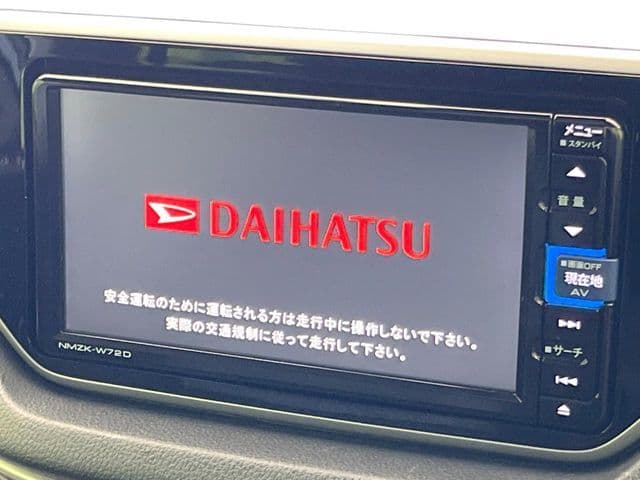 DAIHATSU
安全運転のために運転される方は走行中に操作しないで下さい。
実際の交通規制に従って走行して下さい。
NMZK-W72D
メニュー
スタンバイ
音量
画面OFF
現在地
AV
サーチ